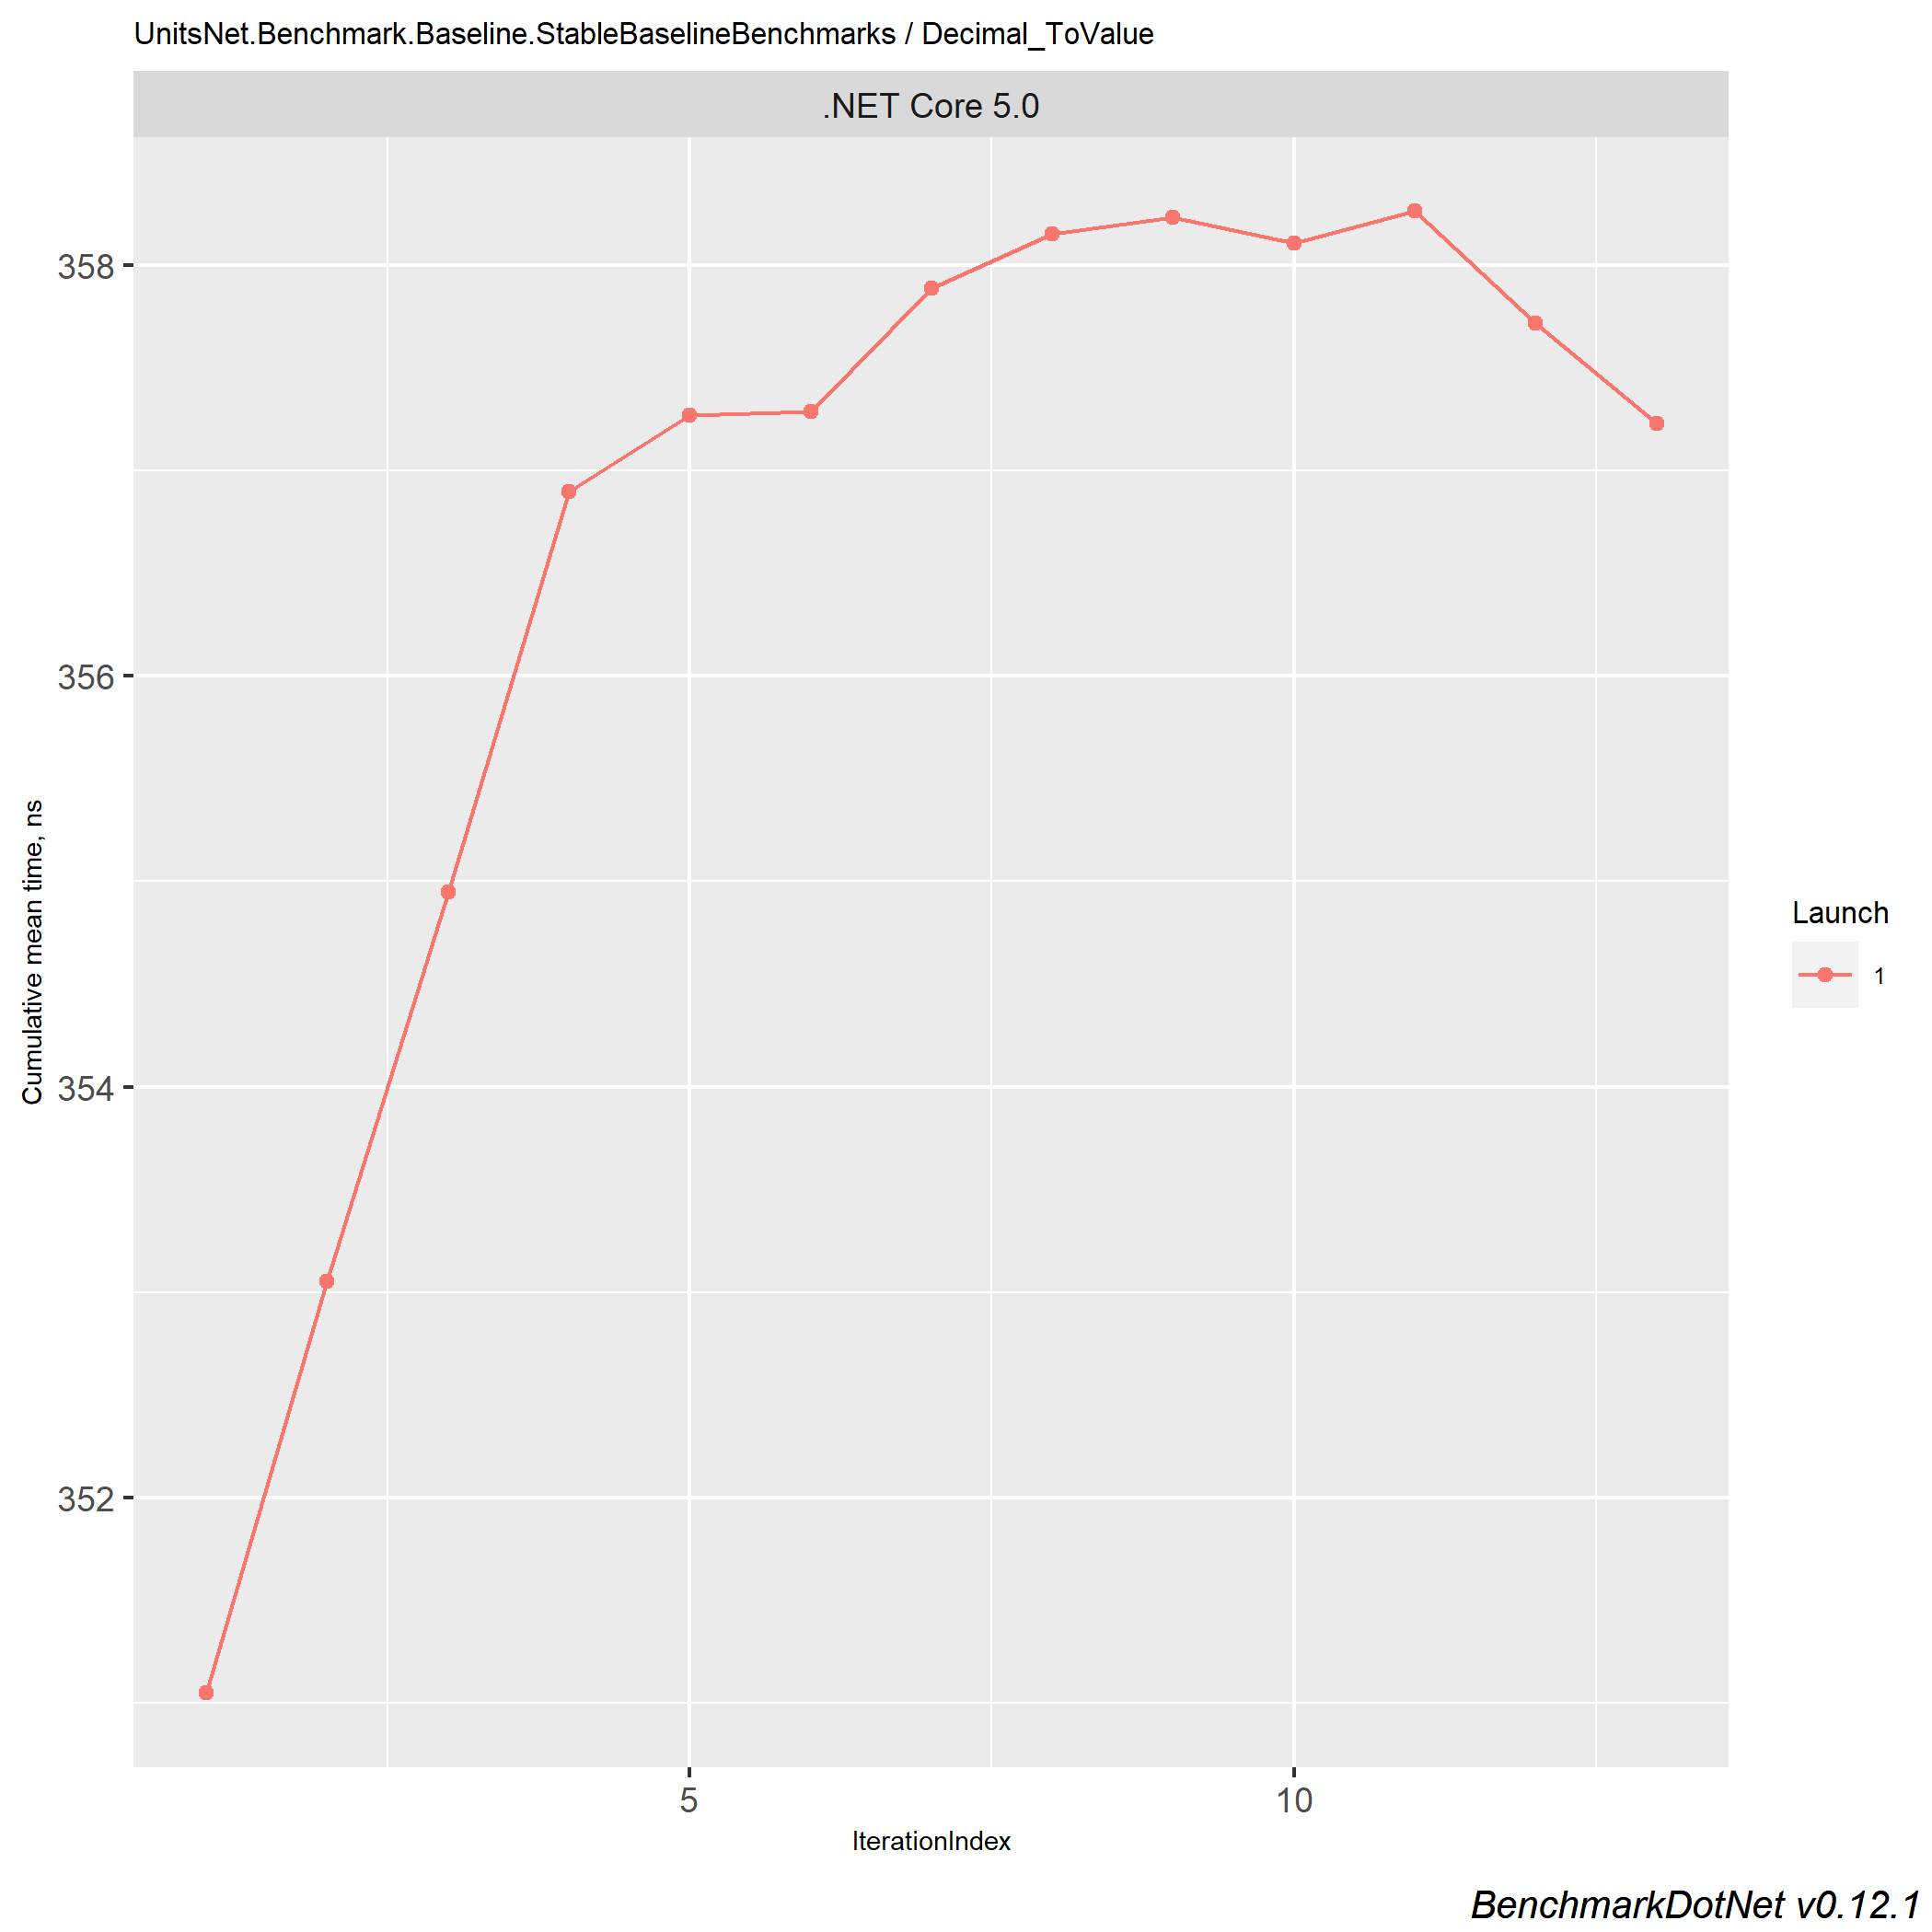 UnitsNet.Benchmark.Baseline.StableBaselineBenchmarks / Decimal_ToValue
.NET Core 5.0
358
356
354
352
Cumulative mean time, ns
5
10
IterationIndex
Launch
1
BenchmarkDotNet v0.12.1